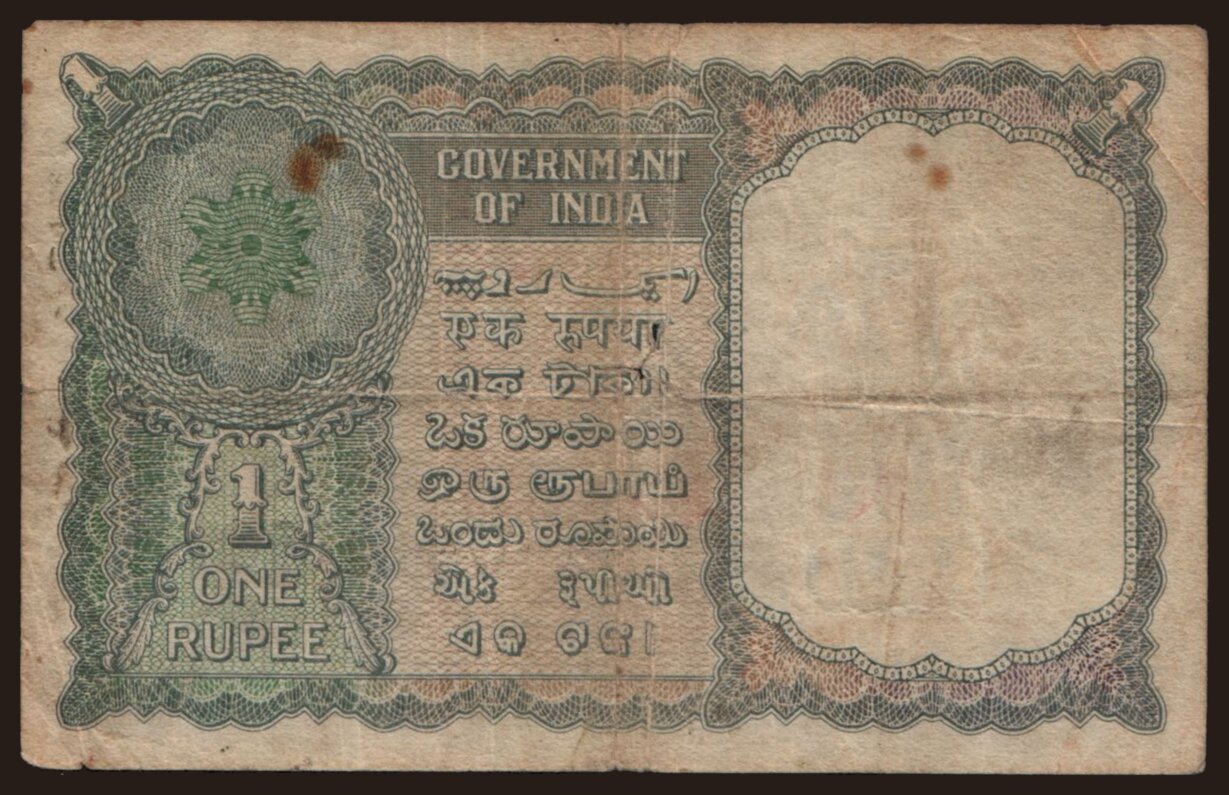 GOVERNMENT
OF INDIA
ایک روپیہ
एक रुपया
এক টাকা
ఒక రూపాయి
ஒரு ரூபாய்
ಒಂದು ರೂಪಾಯಿ
એક રૂપીઓ
ଏକ ଟଙ୍କା
1
ONE
RUPEE